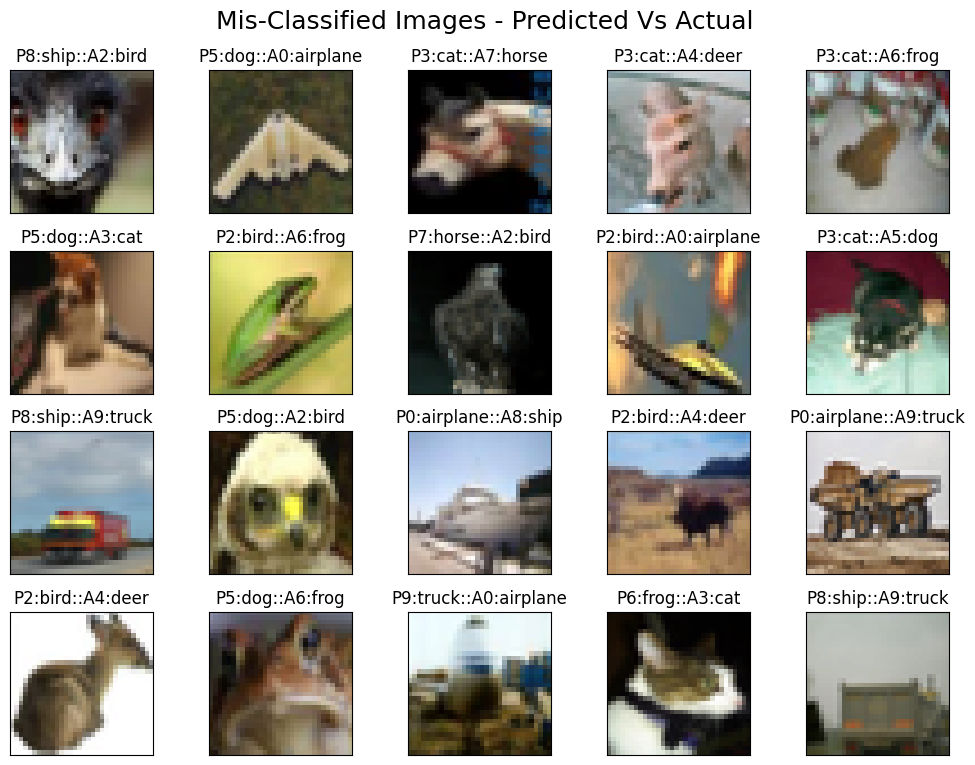 Mis-Classified Images - Predicted Vs Actual
P8:ship::A2:bird P5:dog::A0:airplane P3:cat::A7:horse P3:cat::A4:deer P3:cat::A6:frog
P5:dog::A3:cat P2:bird::A6:frog P7:horse::A2:bird P2:bird::A0:airplane P3:cat::A5:dog
P8:ship::A9:truck P5:dog::A2:bird P0:airplane::A8:ship P2:bird::A4:deer P0:airplane::A9:truck
P2:bird::A4:deer P5:dog::A6:frog P9:truck::A0:airplane P6:frog::A3:cat P8:ship::A9:truck